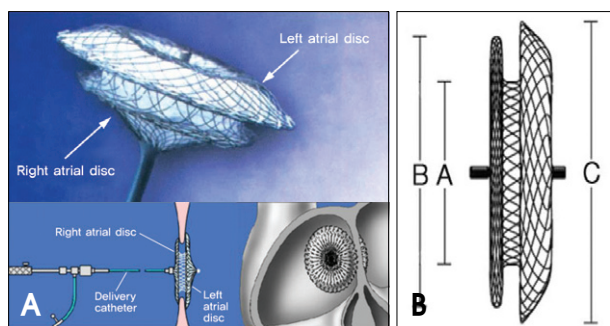 Left atrial disc
Right atrial disc
Right atrial disc
Delivery
catheter
Left
atrial
disc
A
B
A
C
B